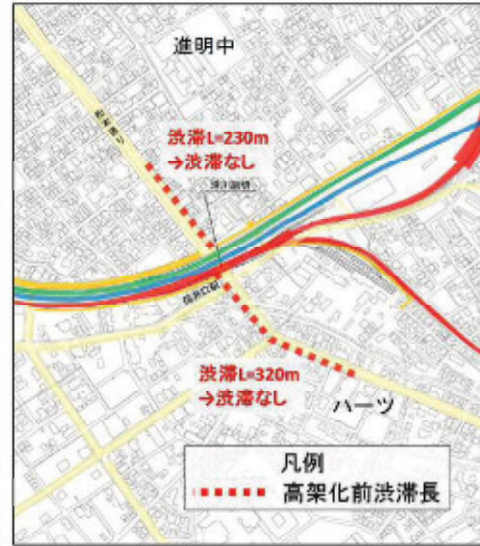 進明中
渋滞L=230m
→渋滞なし
渋滞L=320m
→渋滞なし
ハーツ
凡例
高架化前渋滞長